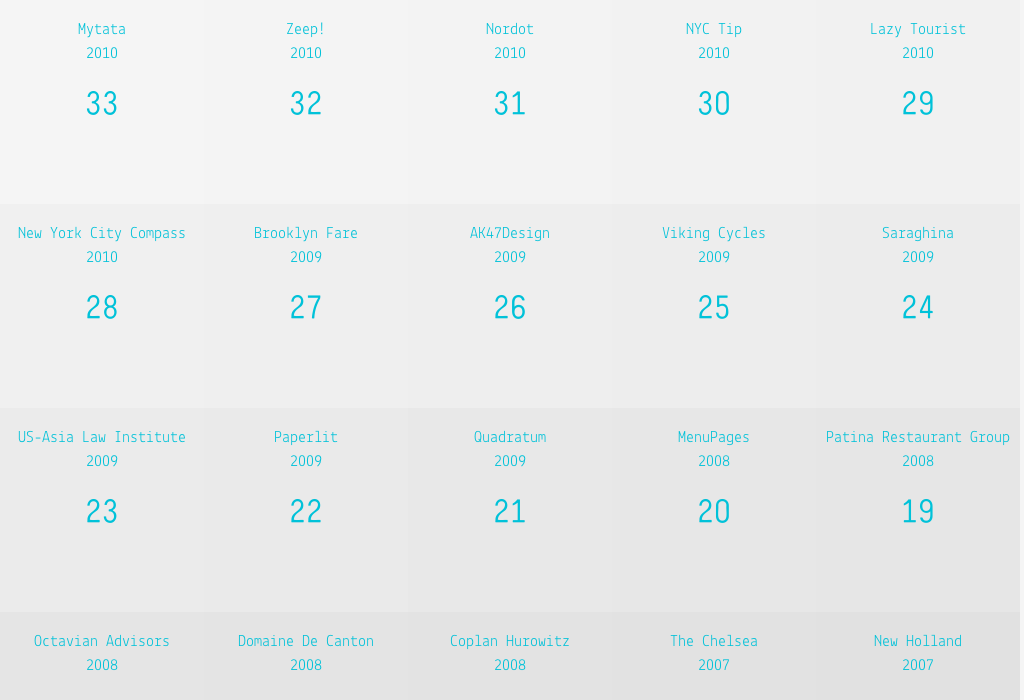 Mytata
2010
33
Zeep!
2010
32
Nordot
2010
31
NYC Tip
2010
30
Lazy Tourist
2010
29
New York City Compass
2010
28
Brooklyn Fare
2009
27
AK47Design
2009
26
Viking Cycles
2009
25
Saraghina
2009
24
US-Asia Law Institute
2009
23
Paperlit
2009
22
Quadratum
2009
21
MenuPages
2008
20
Patina Restaurant Group
2008
19
Octavian Advisors
2008
Domaine De Canton
2008
Coplan Hurowitz
2008
The Chelsea
2007
New Holland
2007